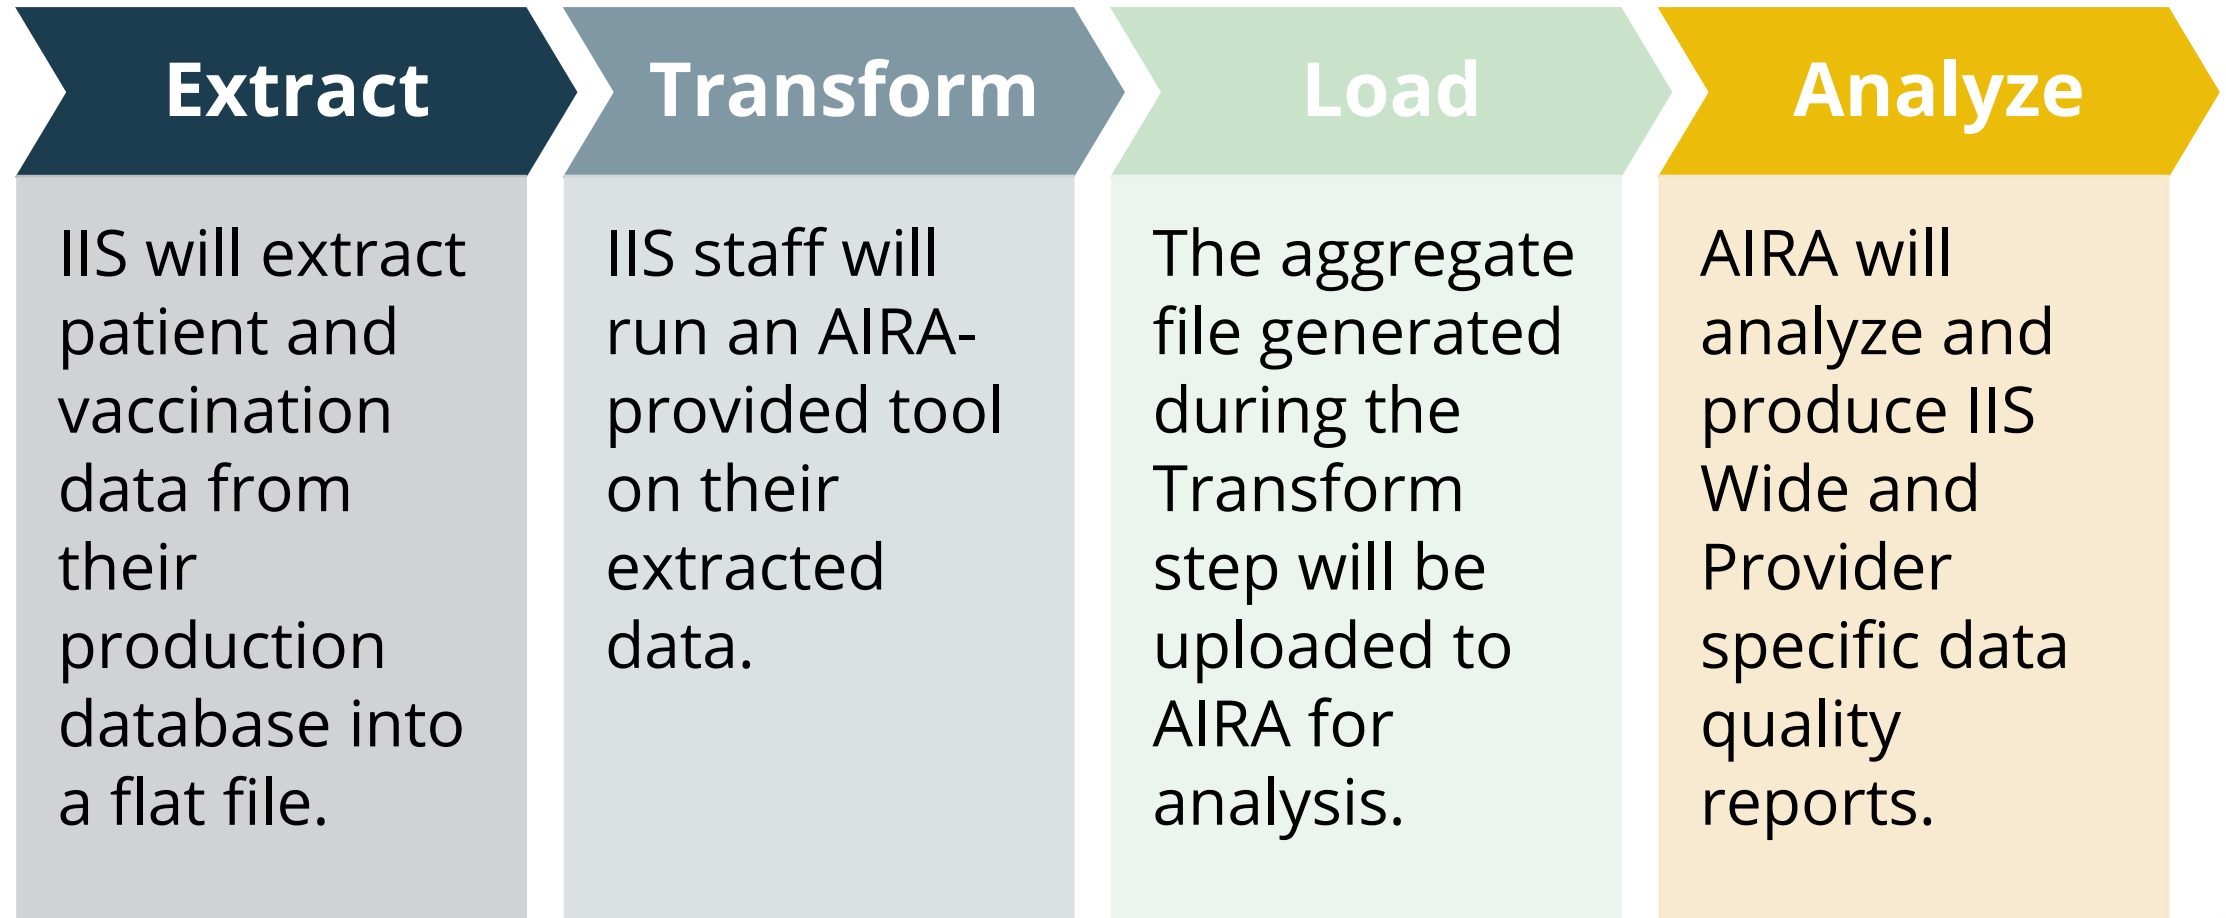 Extract
IIS will extract
patient and
vaccination
data from
their
production
database into
a flat file.
Transform
IIS staff will
run an AIRA-
provided tool
on their
extracted
data.
Load
The aggregate
file generated
during the
Transform
step will be
uploaded to
AIRA for
analysis.
Analyze
AIRA will
analyze and
produce IIS
Wide and
Provider
specific data
quality
reports.